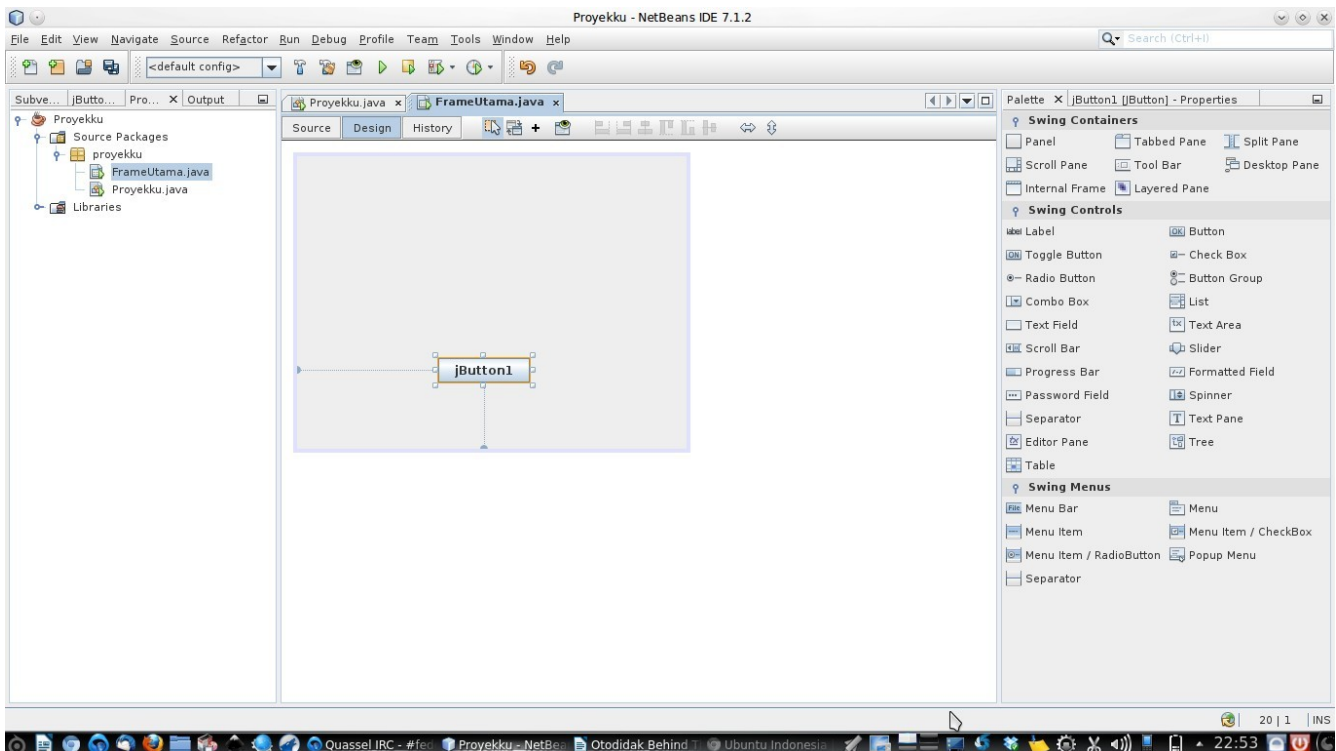 Proyekku - NetBeans IDE 7.1.2
File Edit View Navigate Source Refactor Run Debug Profile Team Tools Window Help
Search (Ctrl+I)
<default config>
Subve... jButto... Pro... Output
Proyekku.java FrameUtama.java
Palette jButton1 [JButton] - Properties
Proyekku
Source Packages
proyekku
FrameUtama.java
Proyekku.java
Libraries
Source Design History
jButton1
Swing Containers
Panel Tabbed Pane Split Pane
Scroll Pane Tool Bar Desktop Pane
Internal Frame Layered Pane
Swing Controls
label Label OK Button
ON Toggle Button Check Box
Radio Button Button Group
Combo Box List
Text Field Text Area
Scroll Bar Slider
Progress Bar Formatted Field
Password Field Spinner
Separator T Text Pane
Editor Pane Tree
Table
Swing Menus
File Menu Bar Menu
Menu Item Menu Item / CheckBox
Menu Item / RadioButton Popup Menu
Separator
20 | 1 INS
Quassel IRC - #fed Proyekku - NetBea Otodidak Behind T Ubuntu Indonesia 22:53